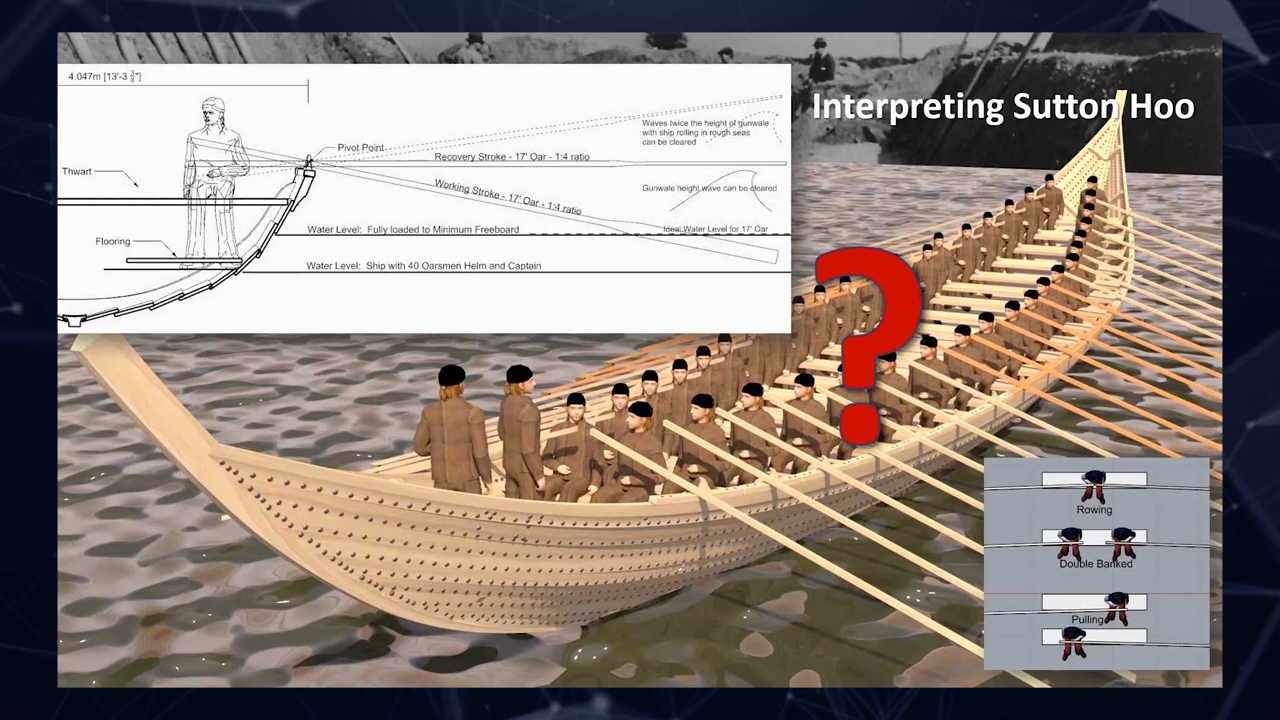 Interpreting Sutton Hoo
4.047m [13'-3 3/8"]
Pivot Point
Thwart
Flooring
Waves twice the height of gunwale
with ship rolling in rough seas
can be cleared
Recovery Stroke - 17' Oar - 1:4 ratio
Working Stroke - 17' Oar - 1:4 ratio
Gunwale height wave can be cleared
Ideal Water Level for 17' Oar
Water Level: Fully loaded to Minimum Freeboard
Water Level: Ship with 40 Oarsmen Helm and Captain
?
Rowing
Double Banked
Pulling